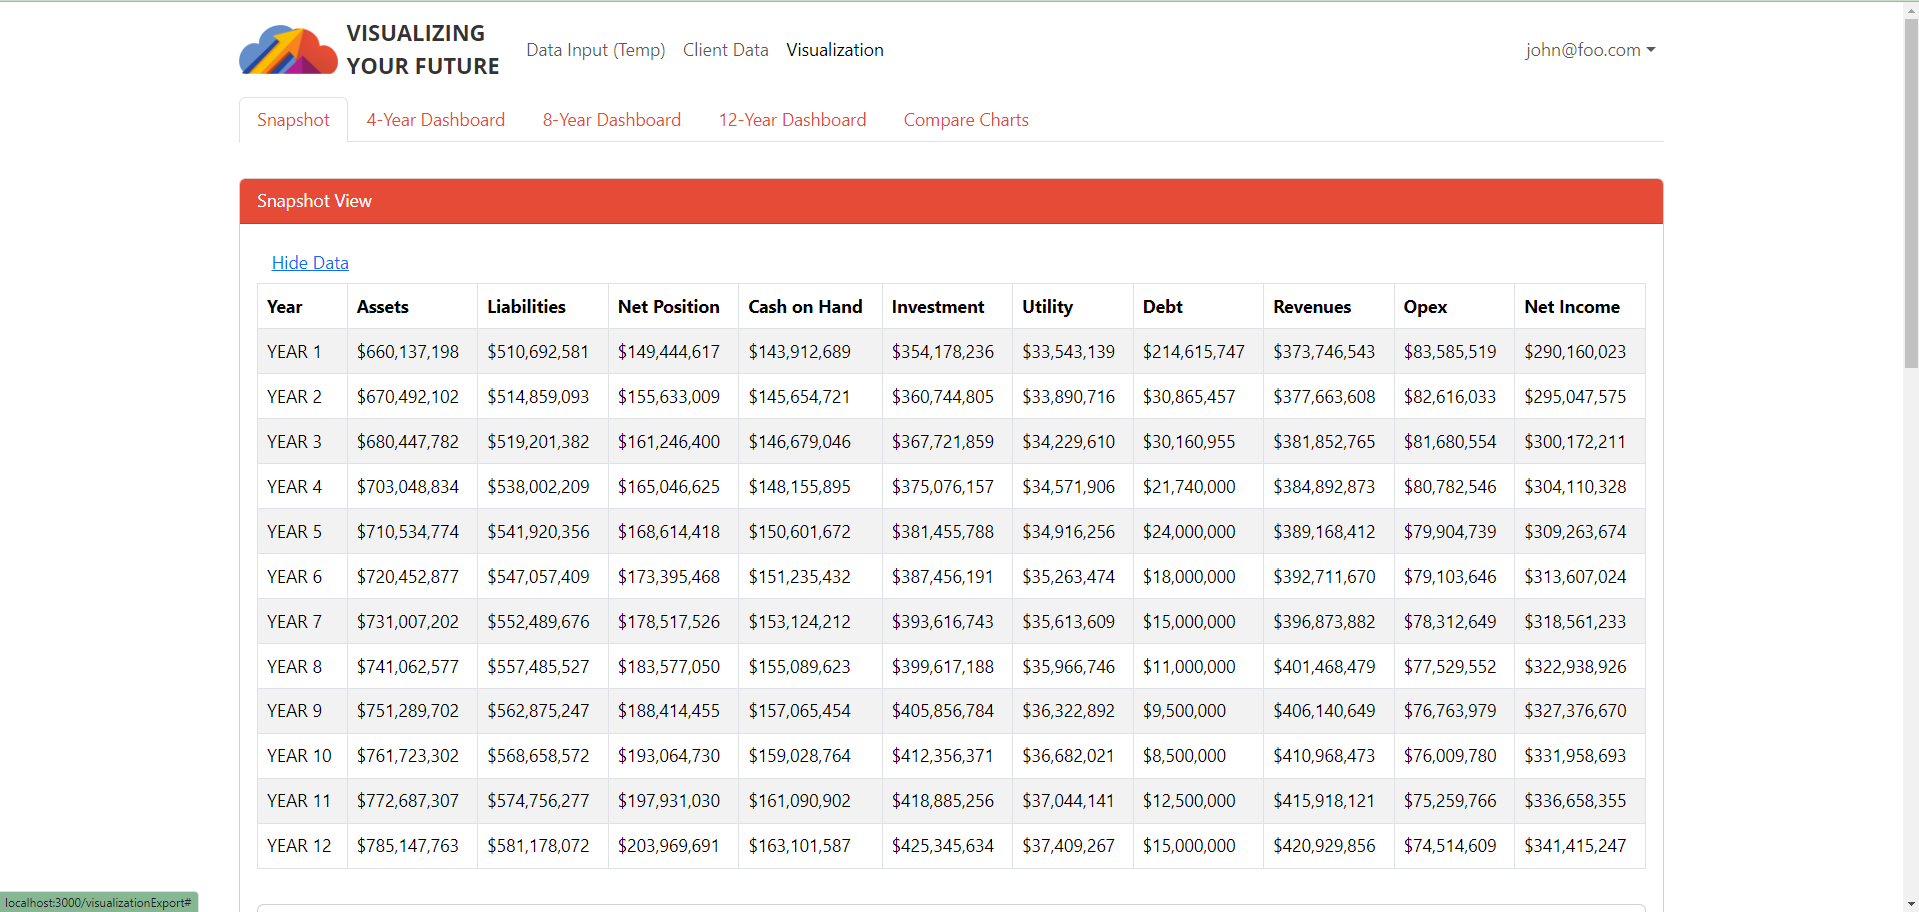 VISUALIZING
YOUR FUTURE
Data Input (Temp) Client Data Visualization john@foo.com
Snapshot 4-Year Dashboard 8-Year Dashboard 12-Year Dashboard Compare Charts
Snapshot View
Hide Data
Year Assets Liabilities Net Position Cash on Hand Investment Utility Debt Revenues Opex Net Income
YEAR 1 $660,137,198 $510,692,581 $149,444,617 $143,912,689 $354,178,236 $33,543,139 $214,615,747 $373,746,543 $83,585,519 $290,160,023
YEAR 2 $670,492,102 $514,859,093 $155,633,009 $145,654,721 $360,744,805 $33,890,716 $30,865,457 $377,663,608 $82,616,033 $295,047,575
YEAR 3 $680,447,782 $519,201,382 $161,246,400 $146,679,046 $367,721,859 $34,229,610 $30,160,955 $381,852,765 $81,680,554 $300,172,211
YEAR 4 $703,048,834 $538,002,209 $165,046,625 $148,155,895 $375,076,157 $34,571,906 $21,740,000 $384,892,873 $80,782,546 $304,110,328
YEAR 5 $710,534,774 $541,920,356 $168,614,418 $150,601,672 $381,455,788 $34,916,256 $24,000,000 $389,168,412 $79,904,739 $309,263,674
YEAR 6 $720,452,877 $547,057,409 $173,395,468 $151,235,432 $387,456,191 $35,263,474 $18,000,000 $392,711,670 $79,103,646 $313,607,024
YEAR 7 $731,007,202 $552,489,676 $178,517,526 $153,124,212 $393,616,743 $35,613,609 $15,000,000 $396,873,882 $78,312,649 $318,561,233
YEAR 8 $741,062,577 $557,485,527 $183,577,050 $155,089,623 $399,617,188 $35,966,746 $11,000,000 $401,468,479 $77,529,552 $322,938,926
YEAR 9 $751,289,702 $562,875,247 $188,414,455 $157,065,454 $405,856,784 $36,322,892 $9,500,000 $406,140,649 $76,763,979 $327,376,670
YEAR 10 $761,723,302 $568,658,572 $193,064,730 $159,028,764 $412,356,371 $36,682,021 $8,500,000 $410,968,473 $76,009,780 $331,958,693
YEAR 11 $772,687,307 $574,756,277 $197,931,030 $161,090,902 $418,885,256 $37,044,141 $12,500,000 $415,918,121 $75,259,766 $336,658,355
YEAR 12 $785,147,763 $581,178,072 $203,969,691 $163,101,587 $425,345,634 $37,409,267 $15,000,000 $420,929,856 $74,514,609 $341,415,247
localhost:3000/visualizationExport#